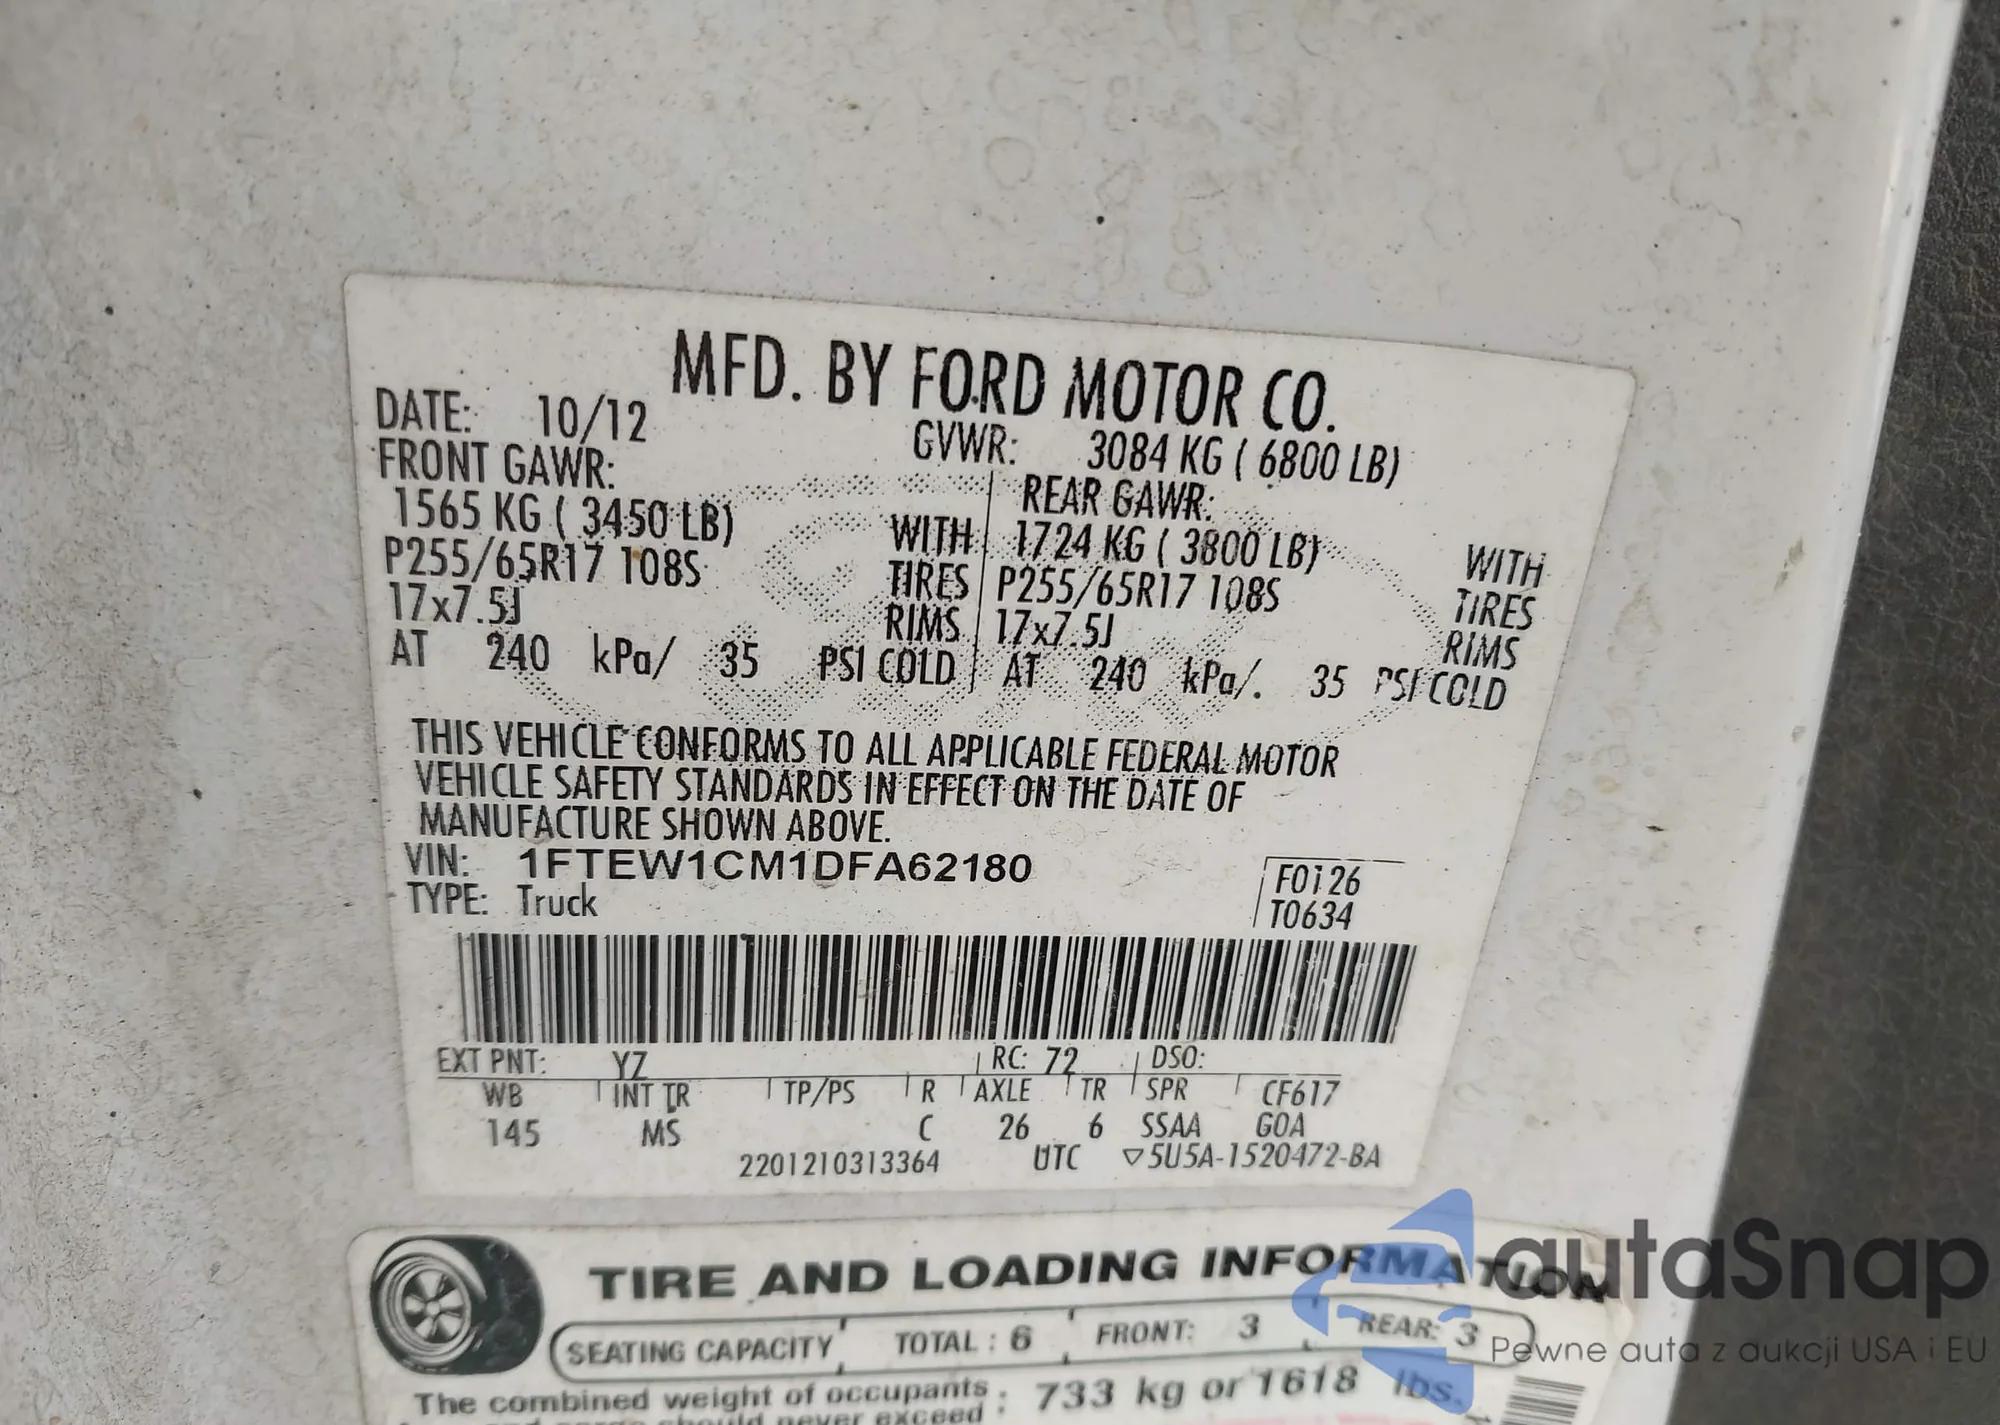 MFD. BY FORD MOTOR CO.
DATE: 10/12 GVWR: 3084 KG ( 6800 LB)
FRONT GAWR: REAR GAWR:
1565 KG ( 3450 LB) WITH 1724 KG ( 3800 LB) WITH
P255/65R17 108S TIRES P255/65R17 108S TIRES
17x7.5J RIMS 17x7.5J RIMS
AT 240 kPa/ 35 PSI COLD AT 240 kPa/. 35 PSI COLD
THIS VEHICLE CONFORMS TO ALL APPLICABLE FEDERAL MOTOR
VEHICLE SAFETY STANDARDS IN EFFECT ON THE DATE OF
MANUFACTURE SHOWN ABOVE.
VIN: 1FTEW1CM1DFA62180 F0126
TYPE: Truck T0634
EXT PNT: YZ RC: 72 DSO:
WB INT TR TP/PS R AXLE TR SPR CF617
145 MS C 26 6 SSAA GOA
2201210313364 UTC ▽5U5A-1520472-BA
TIRE AND LOADING INFORMATION
SEATING CAPACITY TOTAL : 6 FRONT: 3 REAR: 3
The combined weight of occupants : 733 kg or 1618 lbs.
and cargo should never exceed :
autaSnap
Pewne auta z aukcji USA i EU